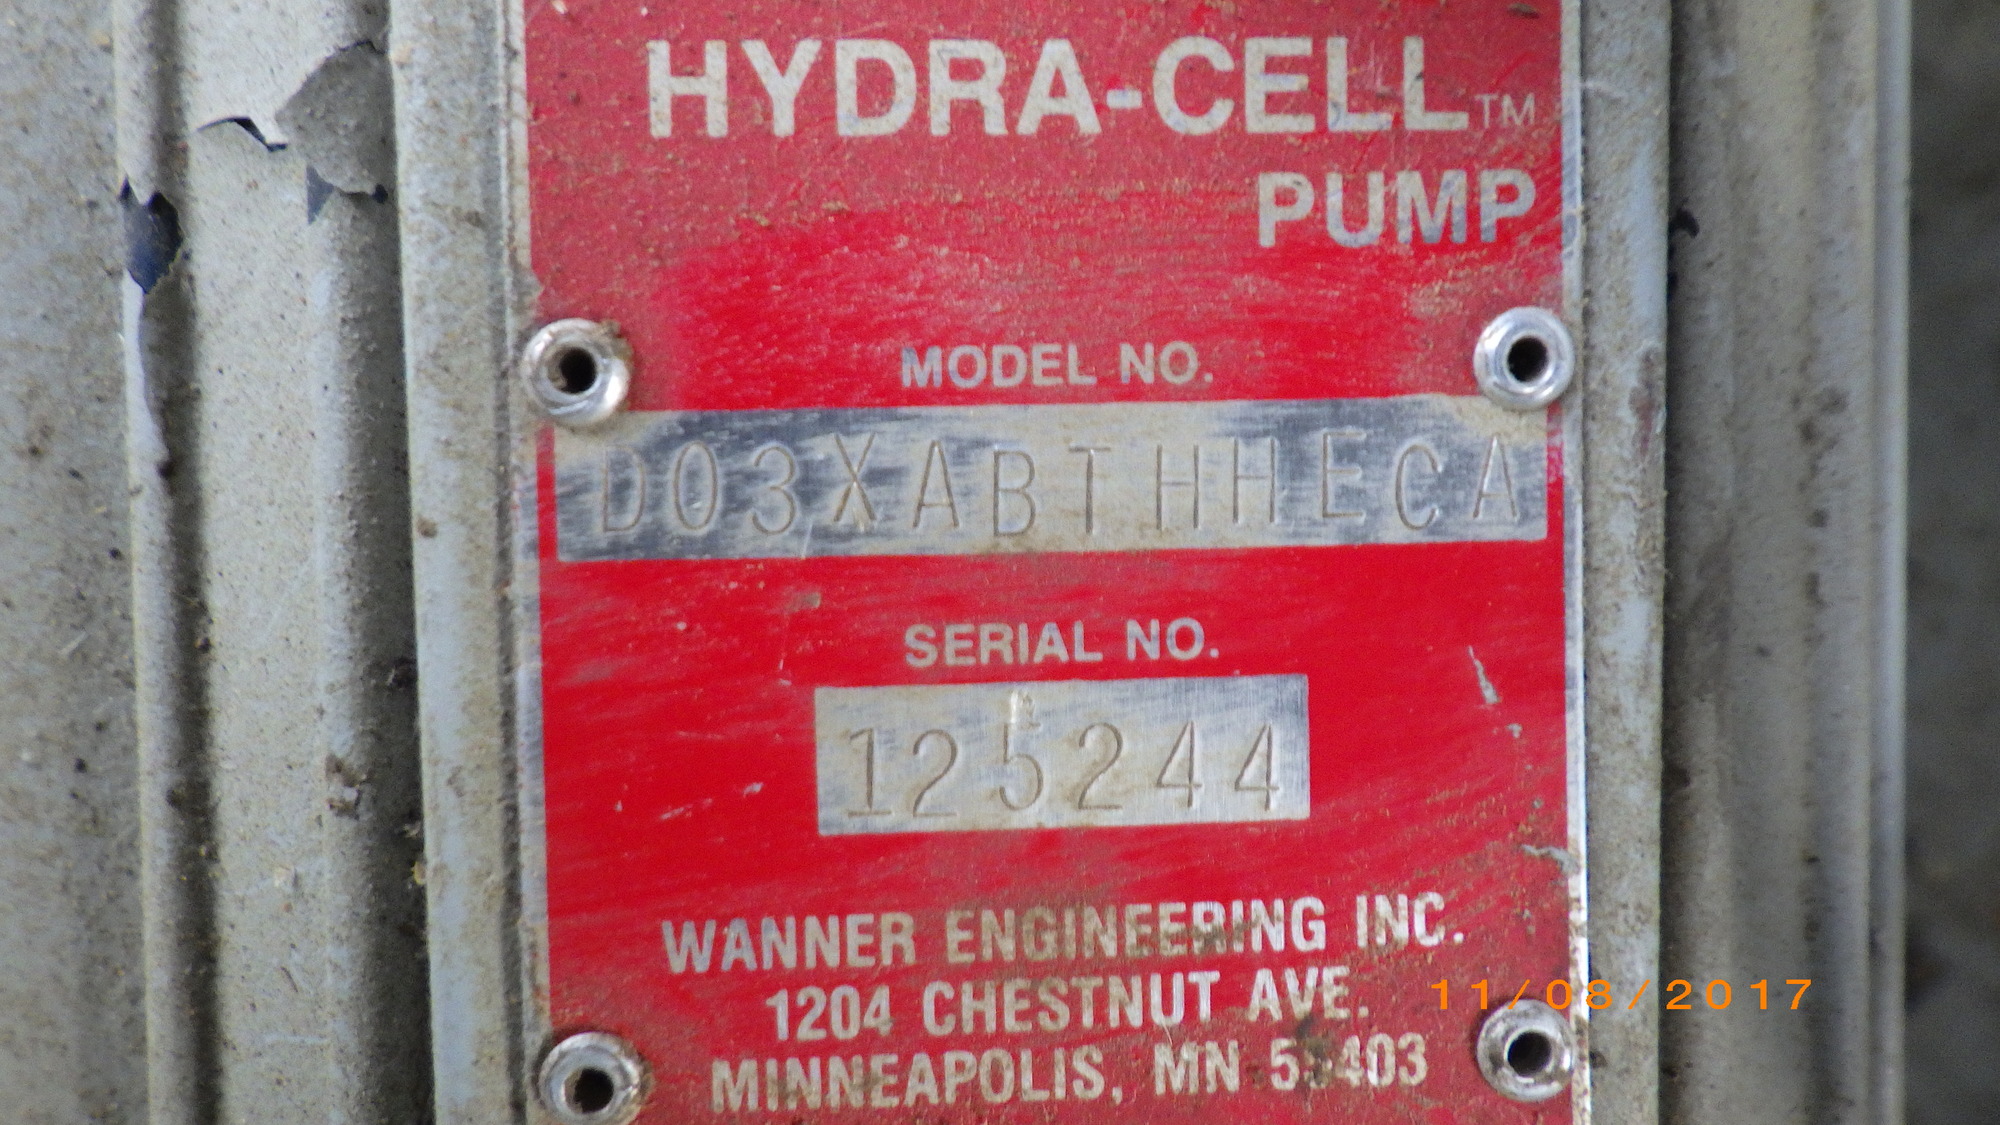 HYDRA-CELL™
PUMP
MODEL NO.
D03XABTHHECA
SERIAL NO.
125244
WANNER ENGINEERING INC.
1204 CHESTNUT AVE.
11/08/2017
MINNEAPOLIS, MN 55403